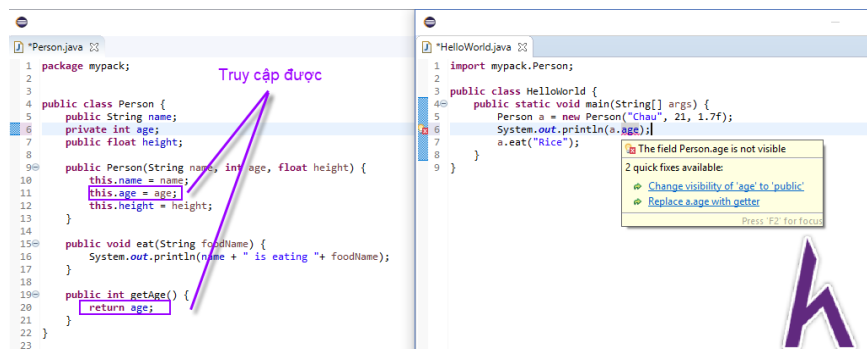 *Person.java
1 package mypack;
2
3
4 public class Person {
5 public String name;
6 private int age;
7 public float height;
8
9 public Person(String name, int age, float height) {
10 this.name = name;
11 this.age = age;
12 this.height = height;
13 }
14
15 public void eat(String foodName) {
16 System.out.println(name + " is eating "+ foodName);
17 }
18
19 public int getAge() {
20 return age;
21 }
22 }
23
Truy cập được
*HelloWorld.java
1 import mypack.Person;
2
3 public class HelloWorld {
4 public static void main(String[] args) {
5 Person a = new Person("Chau", 21, 1.7f);
6 System.out.println(a.age);
7 a.eat("Rice");
8 }
9 }
The field Person.age is not visible
2 quick fixes available:
Change visibility of 'age' to 'public'
Replace a.age with getter
Press 'F2' for focus
h